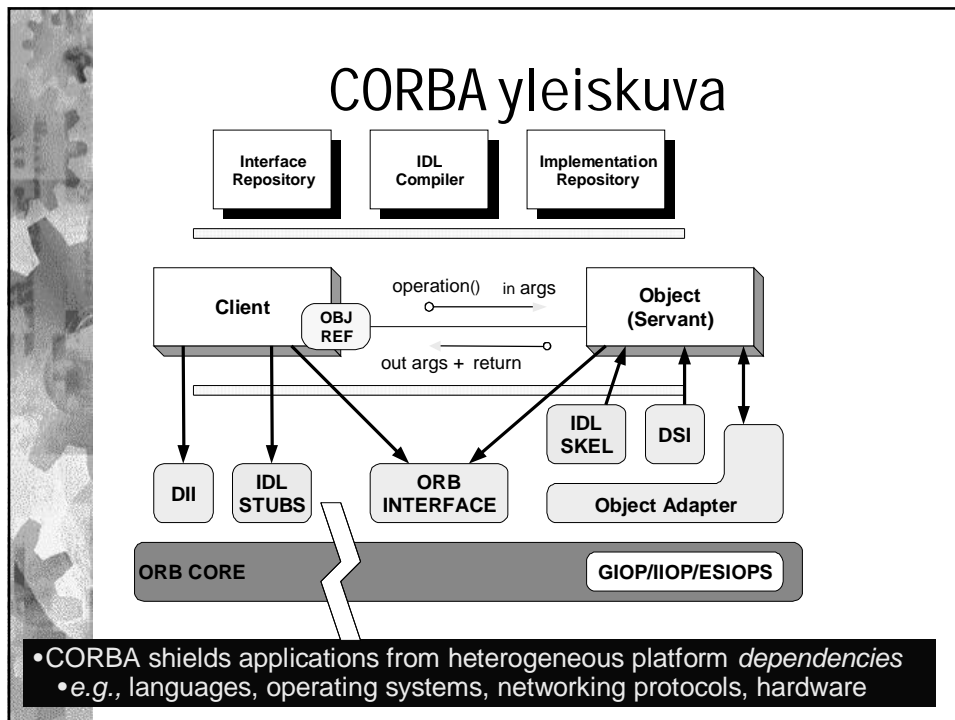 CORBA yleiskuva
Interface
Repository
IDL
Compiler
Implementation
Repository
Client
OBJ
REF
operation() in args
out args + return
Object
(Servant)
DII
IDL
STUBS
ORB
INTERFACE
IDL
SKEL
DSI
Object Adapter
ORB CORE
GIOP/IIOP/ESIOPS
•CORBA shields applications from heterogeneous platform dependencies
•e.g., languages, operating systems, networking protocols, hardware